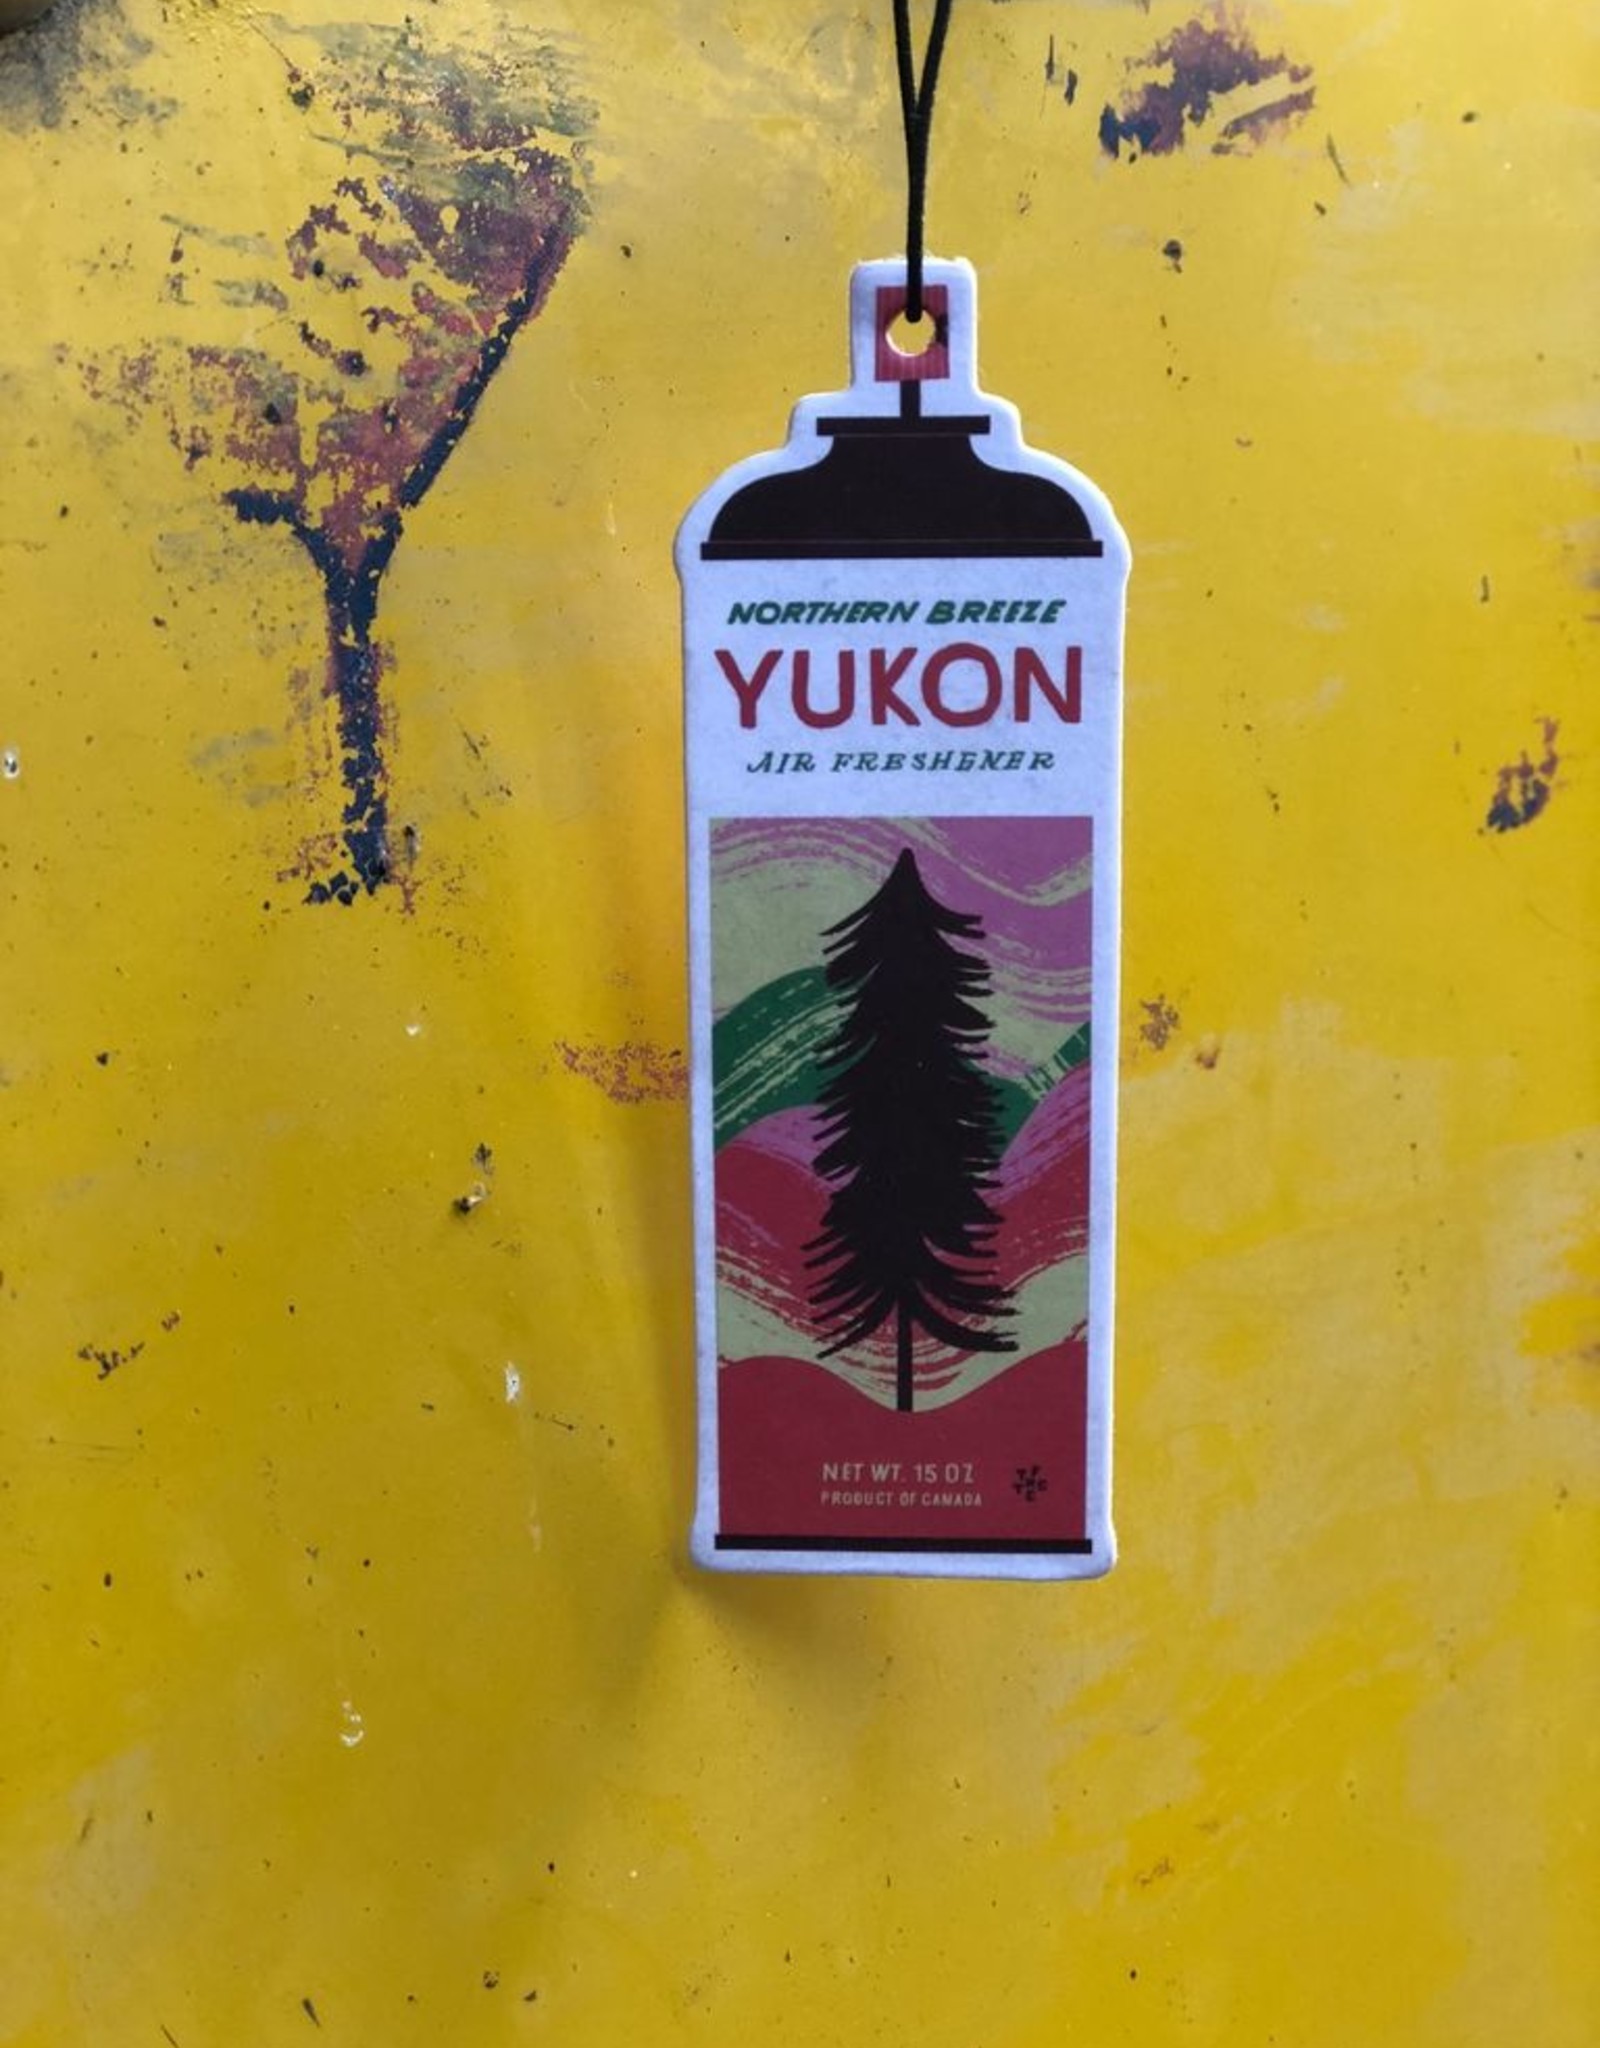 NORTHERN BREEZE
YUKON
AIR FRESHENER
NET WT. 15 OZ
PRODUCT OF CANADA